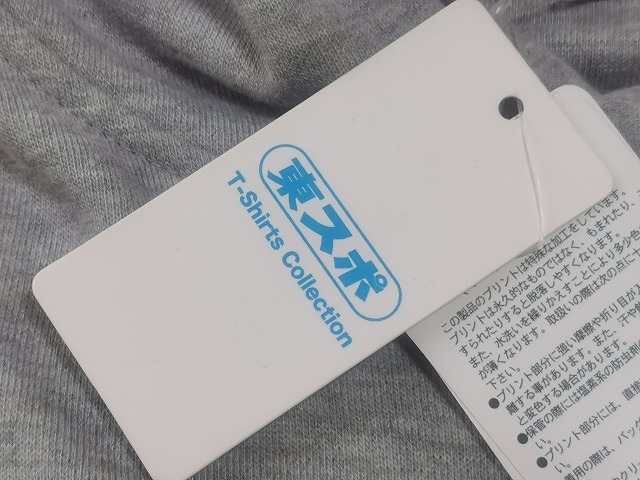 東スポ
T-Shirts Collection
この製品のプリントは特殊な加工をしています。
プリントは永久的なものではなく、もまれたり、
すられたりすると脱落しやすくなります。
また、水洗いを繰りかえすことにより多少色
が薄くなります。取扱いの際は次の点に十
下さい。
●プリント部分に強い摩擦や折り目が入
離する事があります。また、汗や
と変色する場合があります。
●保管の際には塩素系の防虫剤
い。
●プリント部分には、直接
い。
着用の際は、バッグ